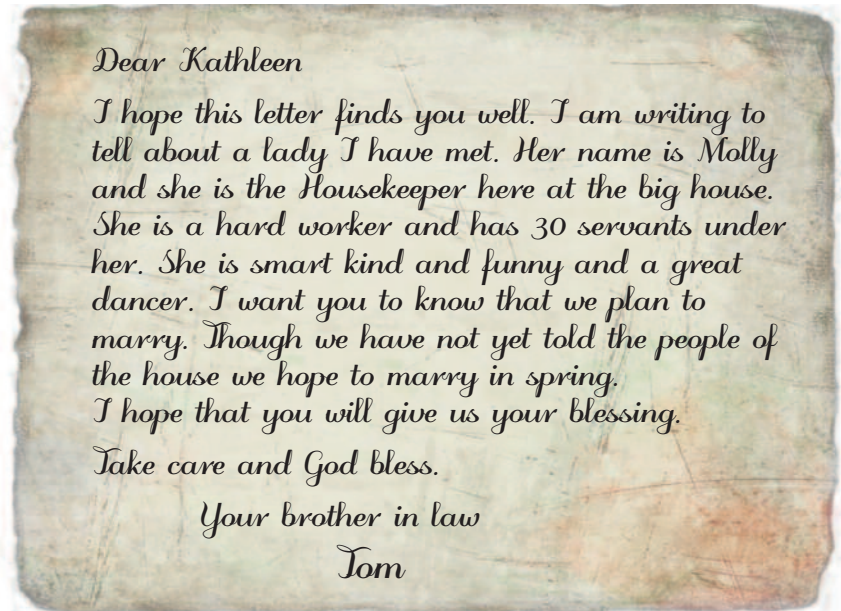 Dear Kathleen
I hope this letter finds you well. I am writing to
tell about a lady I have met. Her name is Molly
and she is the Housekeeper here at the big house.
She is a hard worker and has 30 servants under
her. She is smart kind and funny and a great
dancer. I want you to know that we plan to
marry. Though we have not yet told the people of
the house we hope to marry in spring.
I hope that you will give us your blessing.
Take care and God bless.
Your brother in law
Tom